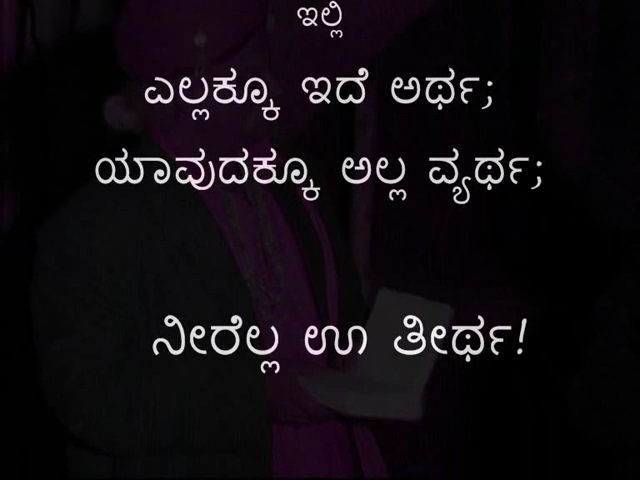 ಇಲ್ಲಿ
ಎಲ್ಲಕ್ಕೂ ಇದೆ ಅರ್ಥ;
ಯಾವುದಕ್ಕೂ ಅಲ್ಲ ವ್ಯರ್ಥ;
ನೀರೆಲ್ಲ ಊ ತೀರ್ಥ!